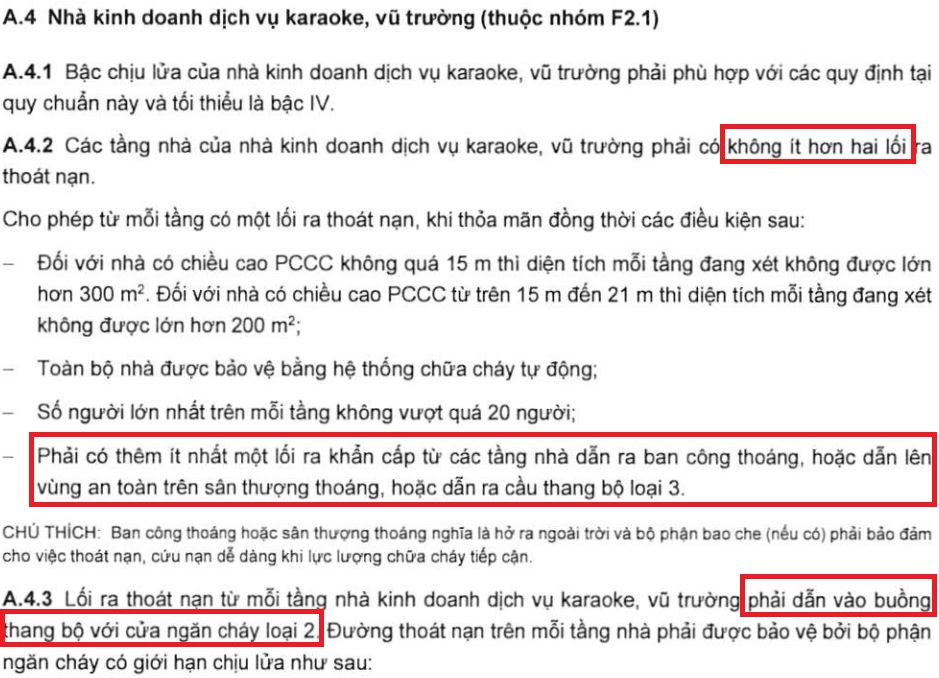 A.4 Nhà kinh doanh dịch vụ karaoke, vũ trường (thuộc nhóm F2.1)
A.4.1 Bậc chịu lửa của nhà kinh doanh dịch vụ karaoke, vũ trường phải phù hợp với các quy định tại
quy chuẩn này và tối thiểu là bậc IV.
A.4.2 Các tầng nhà của nhà kinh doanh dịch vụ karaoke, vũ trường phải có không ít hơn hai lối ra
thoát nạn.
Cho phép từ mỗi tầng có một lối ra thoát nạn, khi thỏa mãn đồng thời các điều kiện sau:
– Đối với nhà có chiều cao PCCC không quá 15 m thì diện tích mỗi tầng đang xét không được lớn
hơn 300 m². Đối với nhà có chiều cao PCCC từ trên 15 m đến 21 m thì diện tích mỗi tầng đang xét
không được lớn hơn 200 m²;
– Toàn bộ nhà được bảo vệ bằng hệ thống chữa cháy tự động;
– Số người lớn nhất trên mỗi tầng không vượt quá 20 người;
– Phải có thêm ít nhất một lối ra khẩn cấp từ các tầng nhà dẫn ra ban công thoáng, hoặc dẫn lên
vùng an toàn trên sân thượng thoáng, hoặc dẫn ra cầu thang bộ loại 3.
CHÚ THÍCH: Ban công thoáng hoặc sân thượng thoáng nghĩa là hở ra ngoài trời và bộ phận bao che (nếu có) phải bảo đảm
cho việc thoát nạn, cứu nạn dễ dàng khi lực lượng chữa cháy tiếp cận.
A.4.3 Lối ra thoát nạn từ mỗi tầng nhà kinh doanh dịch vụ karaoke, vũ trường phải dẫn vào buồng
thang bộ với cửa ngăn cháy loại 2. Đường thoát nạn trên mỗi tầng nhà phải được bảo vệ bởi bộ phận
ngăn cháy có giới hạn chịu lửa như sau: